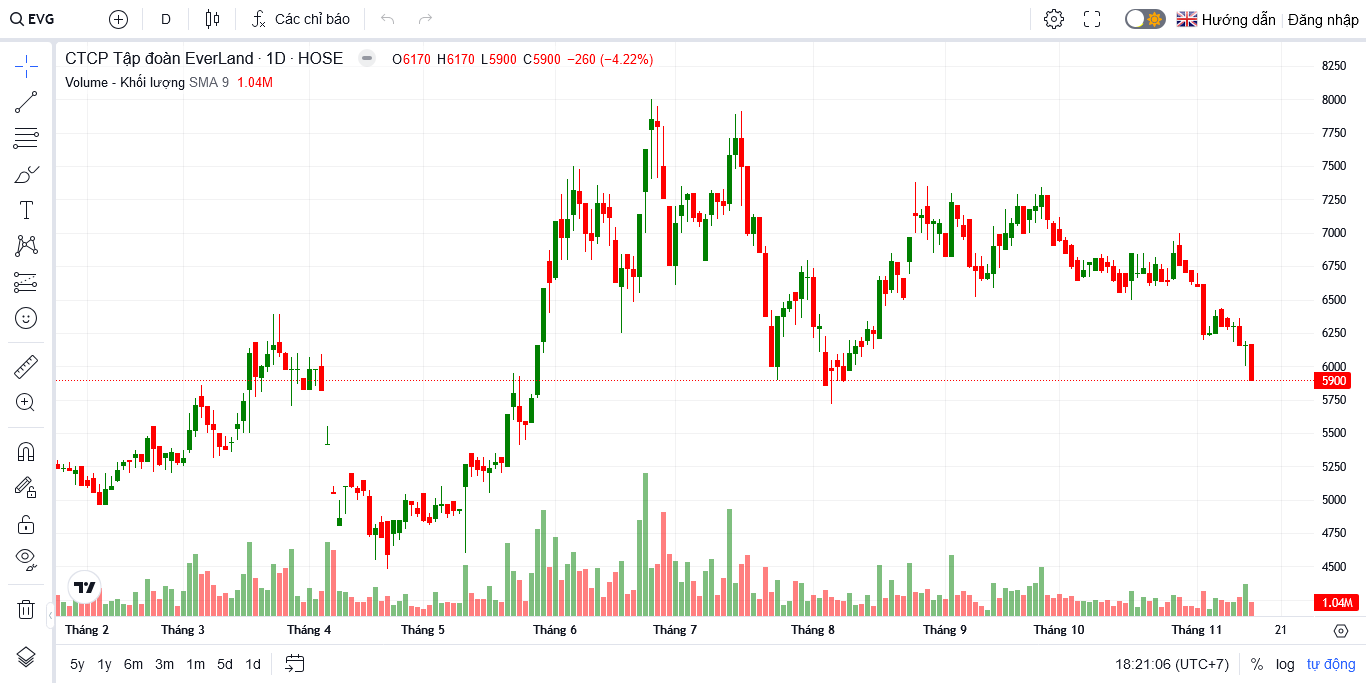 EVG D Các chỉ báo Hướng dẫn Đăng nhập
CTCP Tập đoàn EverLand · 1D · HOSE O6170 H6170 L5900 C5900 −260 (−4.22%)
Volume - Khối lượng SMA 9 1.04M
8250
8000
7750
7500
7250
7000
6750
6500
6250
6000
5900
5750
5500
5250
5000
4750
4500
1.04M
Tháng 2 Tháng 3 Tháng 4 Tháng 5 Tháng 6 Tháng 7 Tháng 8 Tháng 9 Tháng 10 Tháng 11 21
5y 1y 6m 3m 1m 5d 1d 18:21:06 (UTC+7) % log tự động